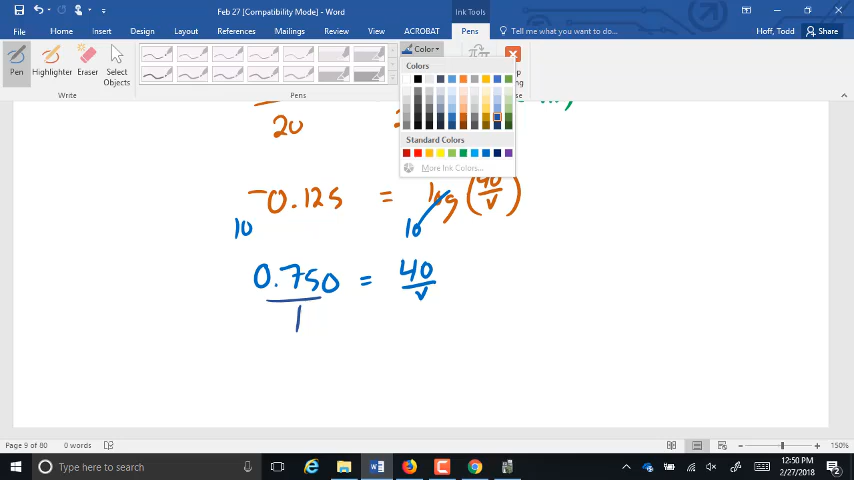 Feb 27 [Compatibility Mode] - Word
Ink Tools
File Home Insert Design Layout References Mailings Review View ACROBAT Pens Tell me what you want to do... Hoff, Todd Share
Pen
Highlighter
Eraser
Select Objects
Color
Write
Pens
Colors
Standard Colors
More Ink Colors...
20
-0.125 = log (40/v)
10 10
0.750 = 40/v
1
Page 9 of 80 0 words 150%
Type here to search
12:50 PM
2/27/2018
2